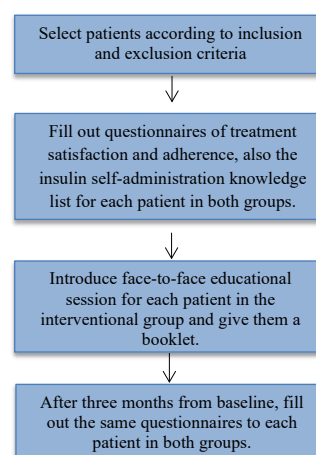 Select patients according to inclusion
and exclusion criteria
Fill out questionnaires of treatment
satisfaction and adherence, also the
insulin self-administration knowledge
list for each patient in both groups.
Introduce face-to-face educational
session for each patient in the
interventional group and give them a
booklet.
After three months from baseline, fill
out the same questionnaires to each
patient in both groups.